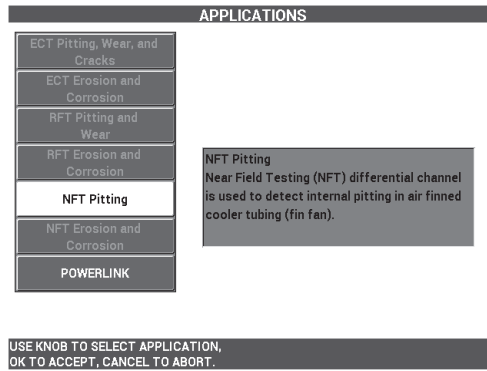 APPLICATIONS
ECT Pitting, Wear, and
Cracks
ECT Erosion and
Corrosion
RFT Pitting and
Wear
RFT Erosion and
Corrosion
NFT Pitting
NFT Erosion and
Corrosion
POWERLINK
NFT Pitting
Near Field Testing (NFT) differential channel
is used to detect internal pitting in air finned
cooler tubing (fin fan).
USE KNOB TO SELECT APPLICATION,
OK TO ACCEPT, CANCEL TO ABORT.